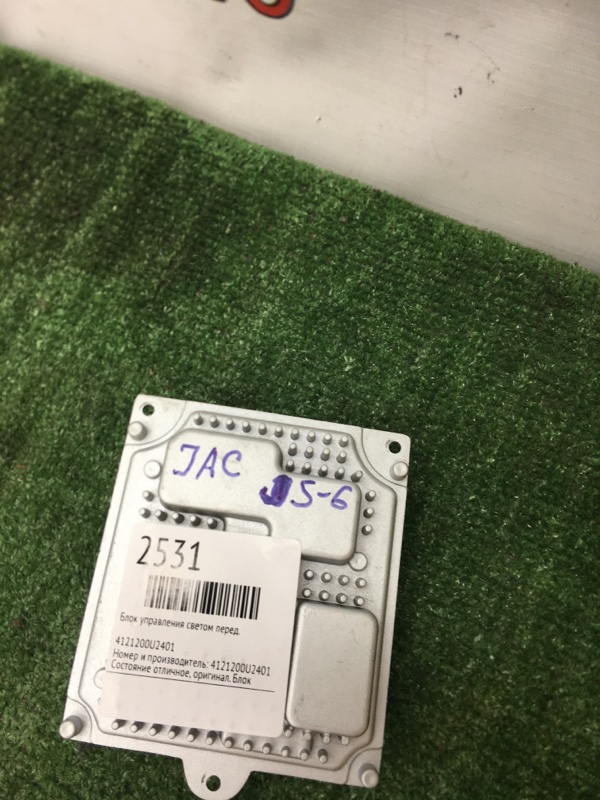 JAC
JS-6
2531
Блок управления светом перед.
4121200U2401
Номер и производитель: 4121200U2401
Состояние отличное, оригинал. Блок